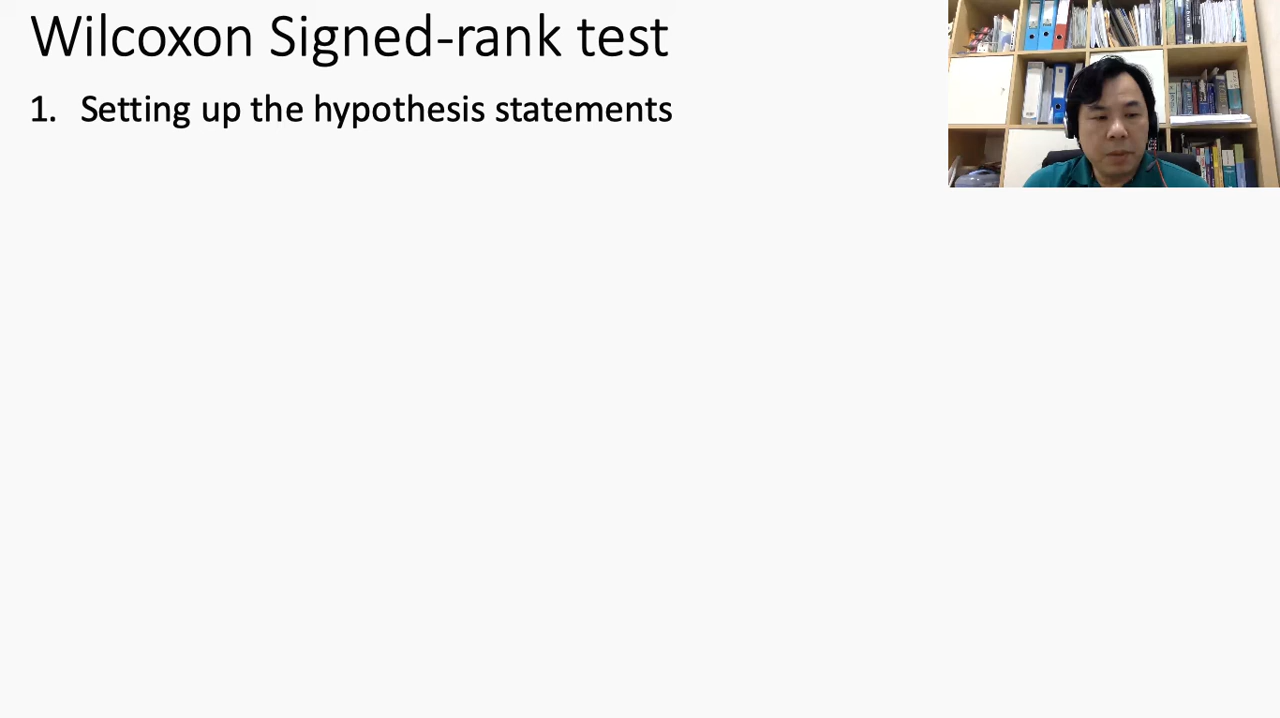 Wilcoxon Signed-rank test
1. Setting up the hypothesis statements